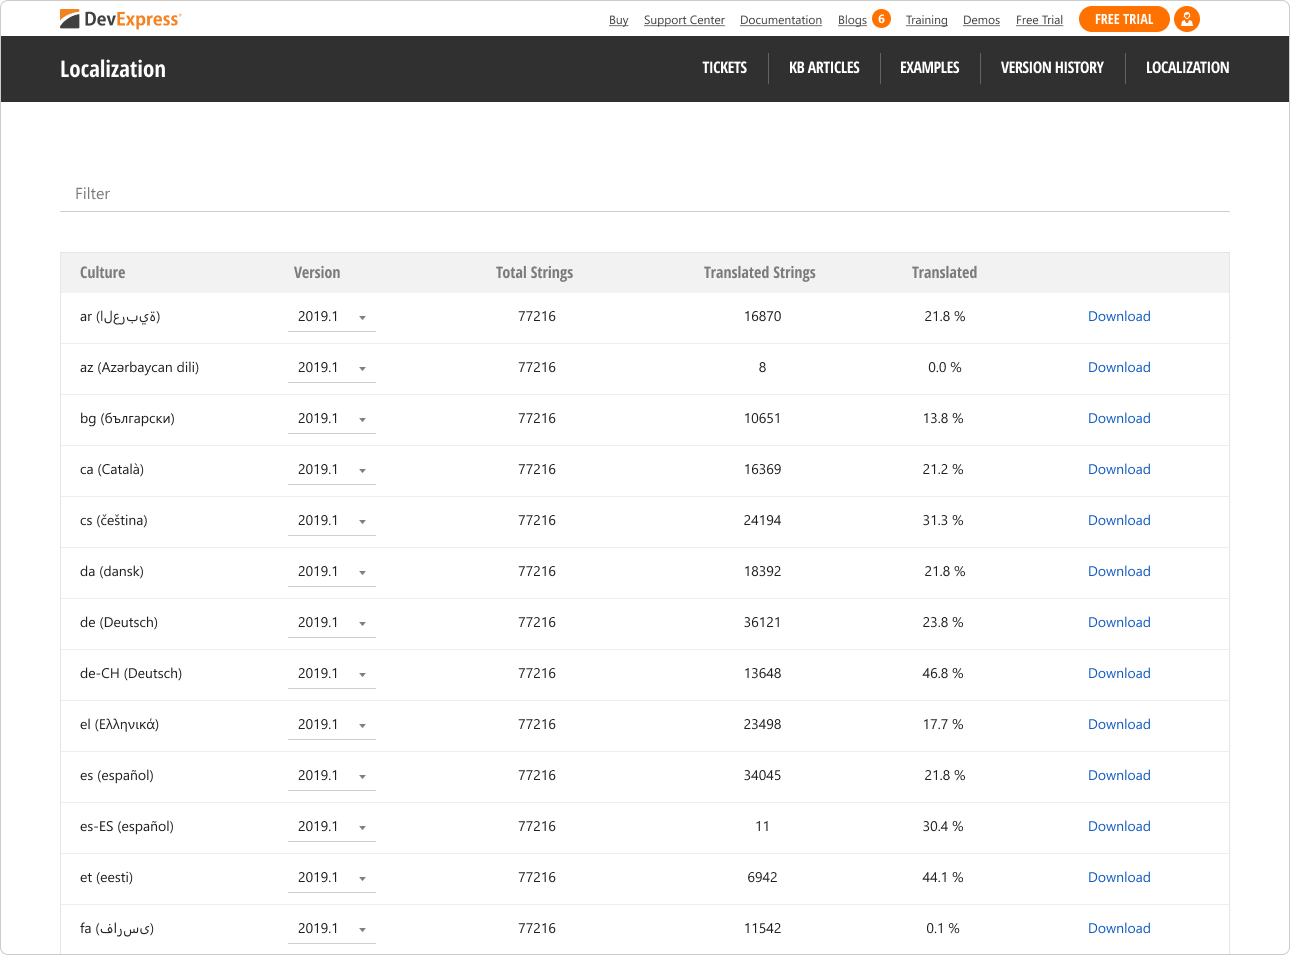 DevExpress
Buy Support Center Documentation Blogs 6 Training Demos Free Trial FREE TRIAL
Localization
TICKETS KB ARTICLES EXAMPLES VERSION HISTORY LOCALIZATION
Filter
Culture Version Total Strings Translated Strings Translated
ar (العربية) 2019.1 77216 16870 21.8 % Download
az (Azərbaycan dili) 2019.1 77216 8 0.0 % Download
bg (български) 2019.1 77216 10651 13.8 % Download
ca (Català) 2019.1 77216 16369 21.2 % Download
cs (čeština) 2019.1 77216 24194 31.3 % Download
da (dansk) 2019.1 77216 18392 21.8 % Download
de (Deutsch) 2019.1 77216 36121 23.8 % Download
de-CH (Deutsch) 2019.1 77216 13648 46.8 % Download
el (Ελληνικά) 2019.1 77216 23498 17.7 % Download
es (español) 2019.1 77216 34045 21.8 % Download
es-ES (español) 2019.1 77216 11 30.4 % Download
et (eesti) 2019.1 77216 6942 44.1 % Download
fa (فارسى) 2019.1 77216 11542 0.1 % Download